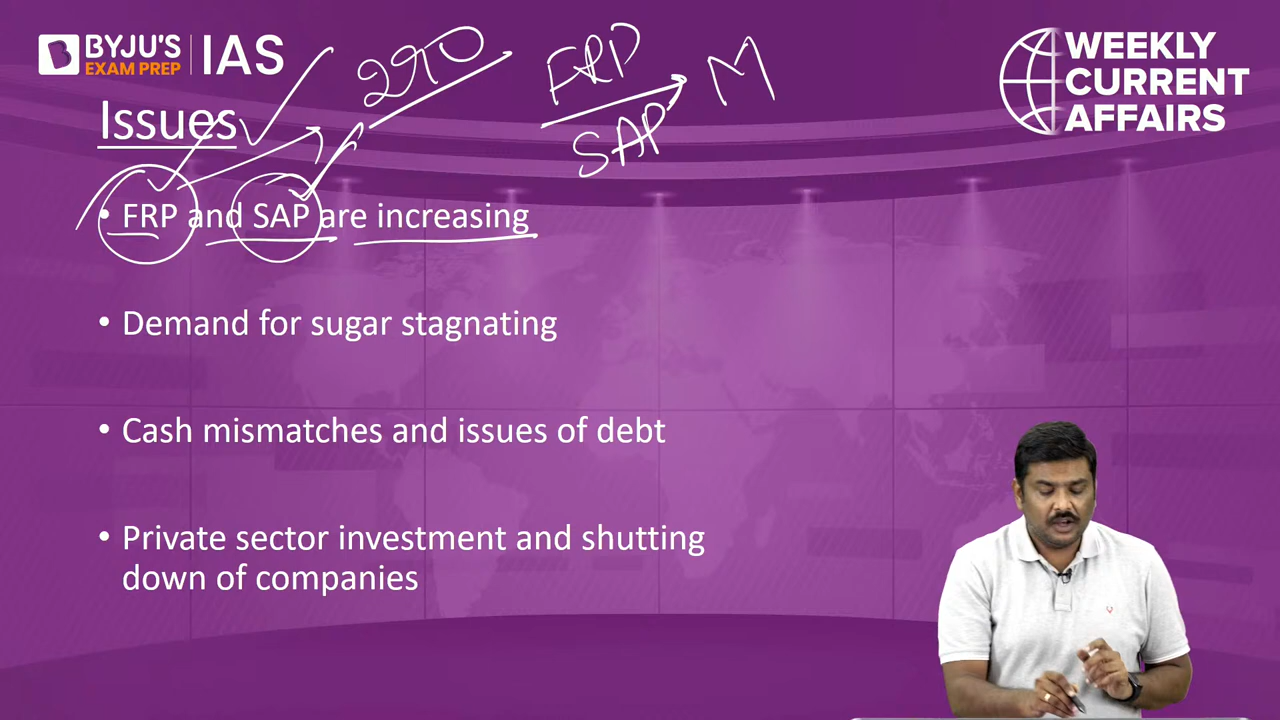 BYJU'S
EXAM PREP
IAS
290
FRP
SAP
M
WEEKLY
CURRENT
AFFAIRS
Issues
• FRP and SAP are increasing
• Demand for sugar stagnating
• Cash mismatches and issues of debt
• Private sector investment and shutting
down of companies